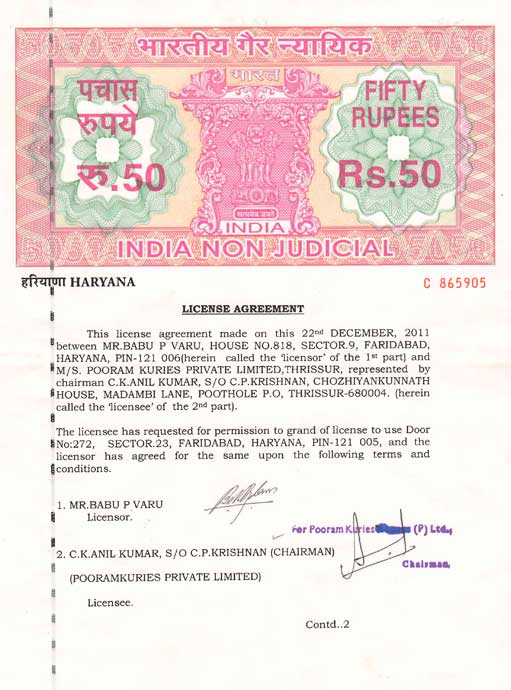 भारतीय गैर न्यायिक
भारत
पचास
रुपये
रु.50
FIFTY
RUPEES
Rs.50
सत्यमेव जयते
INDIA
INDIA NON JUDICIAL
हरियाणा HARYANA
C 865905
LICENSE AGREEMENT
This license agreement made on this 22nd DECEMBER, 2011
between MR.BABU P VARU, HOUSE NO.818, SECTOR.9, FARIDABAD,
HARYANA, PIN-121 006(herein called the 'licensor' of the 1st part) and
M/S. POORAM KURIES PRIVATE LIMITED,THRISSUR, represented by
chairman C.K.ANIL KUMAR, S/O C.P.KRISHNAN, CHOZHIYANKUNNATH
HOUSE, MADAMBI LANE, POOTHOLE P.O, THRISSUR-680004. (herein
called the 'licensee' of the 2nd part).
The licensee has requested for permission to grand of license to use Door
No:272, SECTOR.23, FARIDABAD, HARYANA, PIN-121 005, and the
licensor has agreed for the same upon the following terms and
conditions.
1. MR.BABU P VARU
Licensor.
For Pooram Kuries (P) Ltd.,
2. C.K.ANIL KUMAR, S/O C.P.KRISHNAN (CHAIRMAN)
Chairman.
(POORAMKURIES PRIVATE LIMITED)
Licensee.
Contd..2